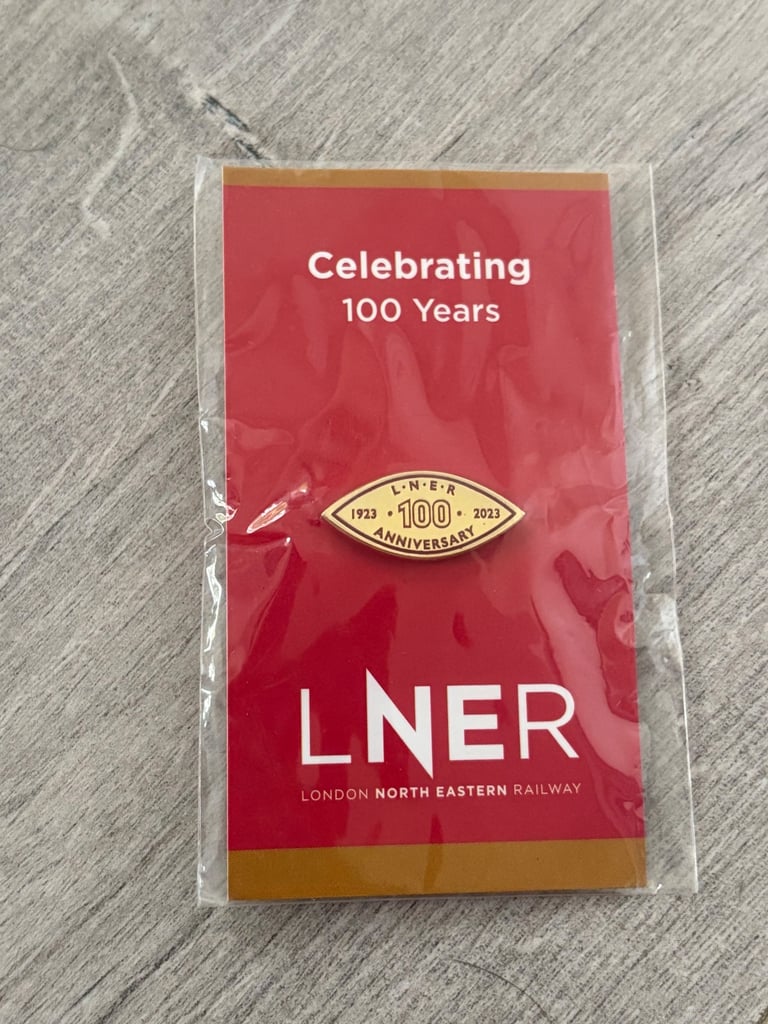 Celebrating
100 Years
L·N·E·R
1923 · 100 · 2023
ANNIVERSARY
LNER
LONDON NORTH EASTERN RAILWAY